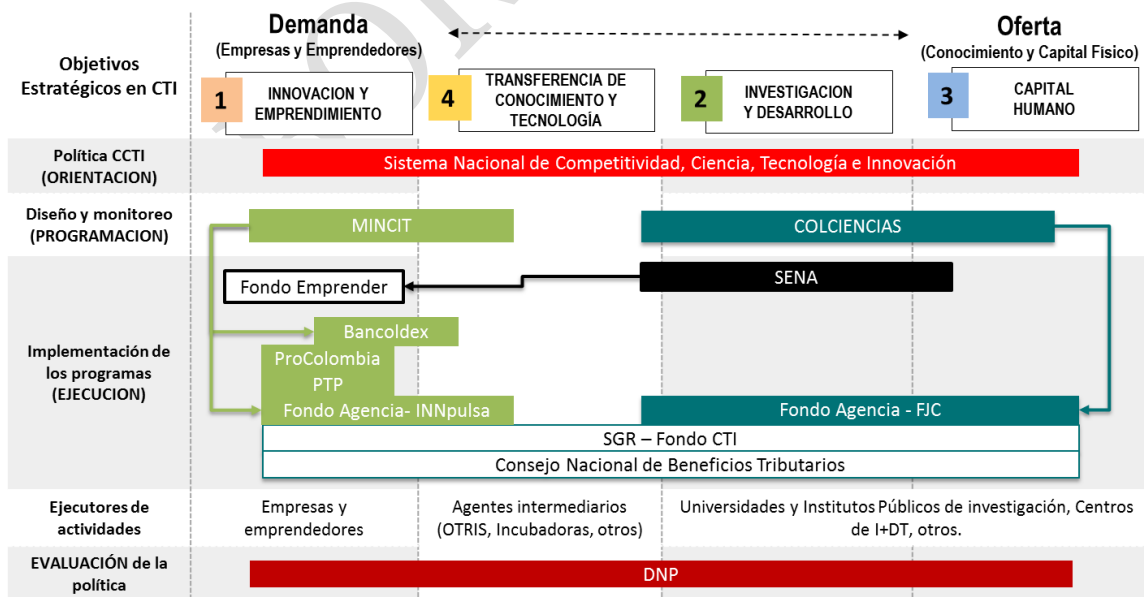 Demanda
(Empresas y Emprendedores)
Oferta
(Conocimiento y Capital Fisico)
Objetivos
Estratégicos en CTI
1
INNOVACION Y
EMPRENDIMIENTO
4
TRANSFERENCIA DE
CONOCIMIENTO Y
TECNOLOGÍA
2
INVESTIGACION
Y DESARROLLO
3
CAPITAL
HUMANO
Política CCTI
(ORIENTACION)
Sistema Nacional de Competitividad, Ciencia, Tecnología e Innovación
Diseño y monitoreo
(PROGRAMACION)
MINCIT
COLCIENCIAS
Implementación de
los programas
(EJECUCION)
SENA
Fondo Emprender
Bancoldex
ProColombia
PTP
Fondo Agencia- INNpulsa
Fondo Agencia - FJC
SGR – Fondo CTI
Consejo Nacional de Beneficios Tributarios
Ejecutores de
actividades
Empresas y
emprendedores
Agentes intermediarios
(OTRIS, Incubadoras, otros)
Universidades y Institutos Públicos de investigación, Centros
de I+DT, otros.
EVALUACIÓN de la
política
DNP